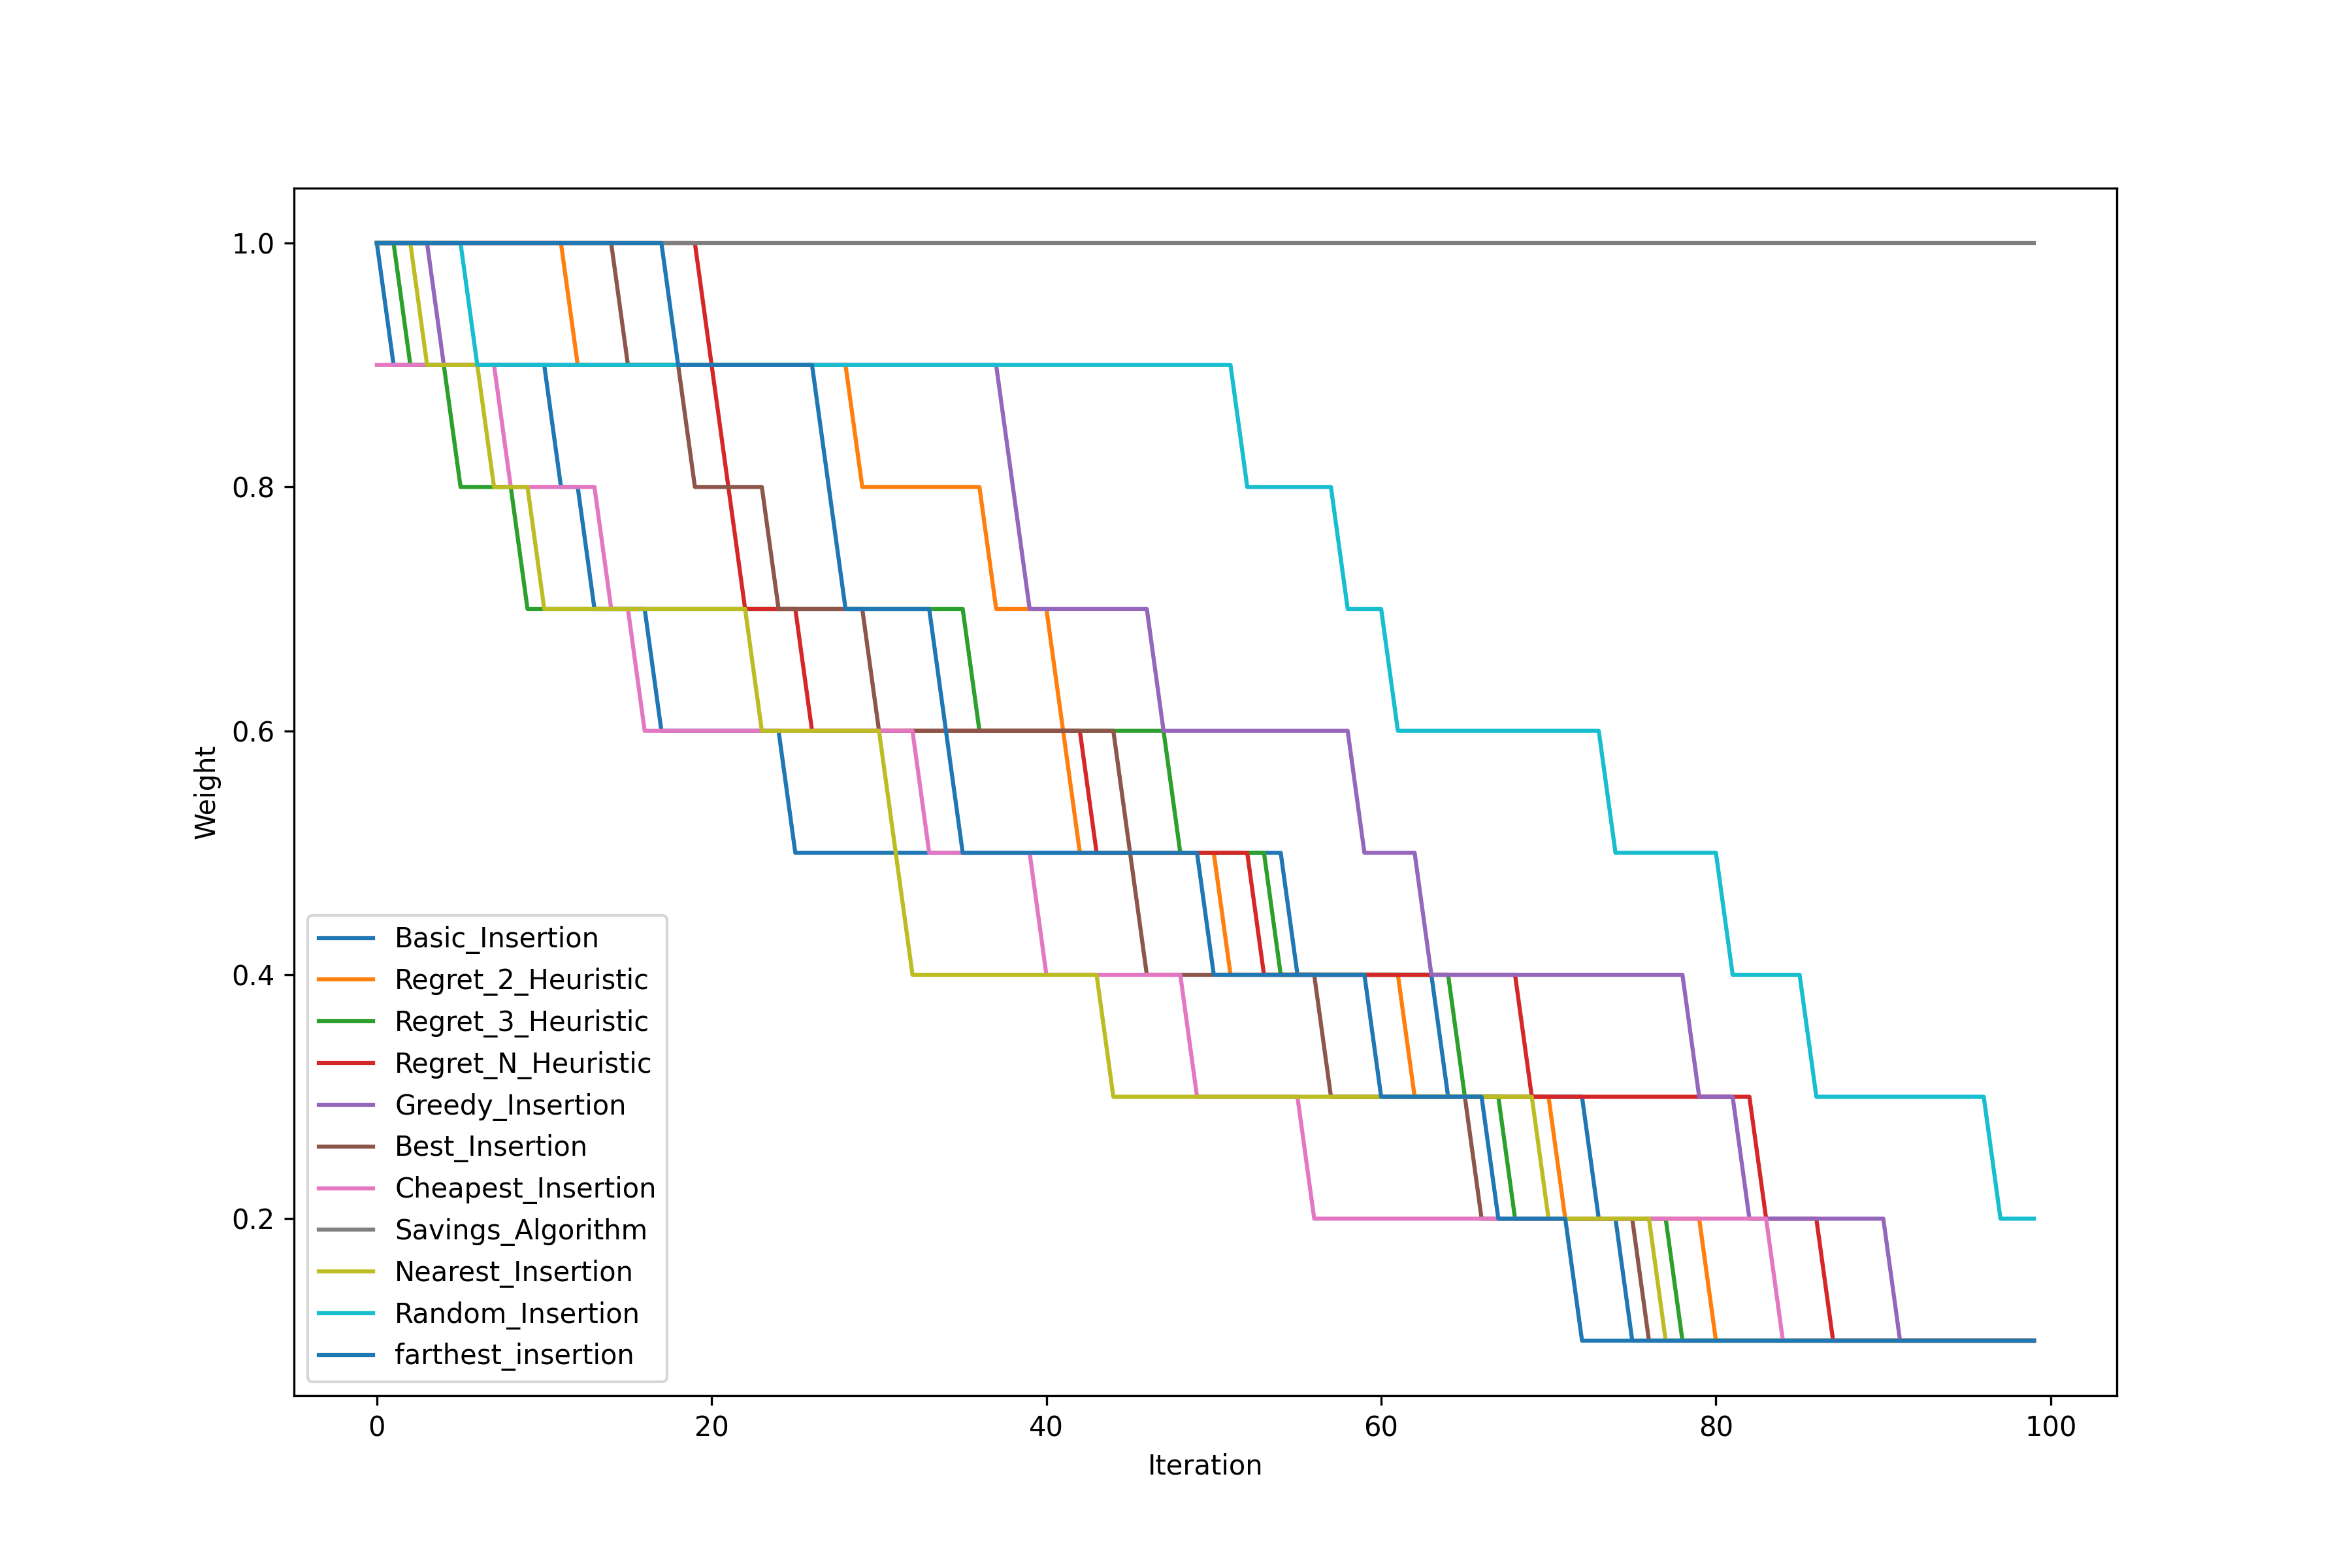 1.0
0.8
0.6
0.4
0.2
Weight
Basic_Insertion
Regret_2_Heuristic
Regret_3_Heuristic
Regret_N_Heuristic
Greedy_Insertion
Best_Insertion
Cheapest_Insertion
Savings_Algorithm
Nearest_Insertion
Random_Insertion
farthest_insertion
0 20 40 60 80 100
Iteration